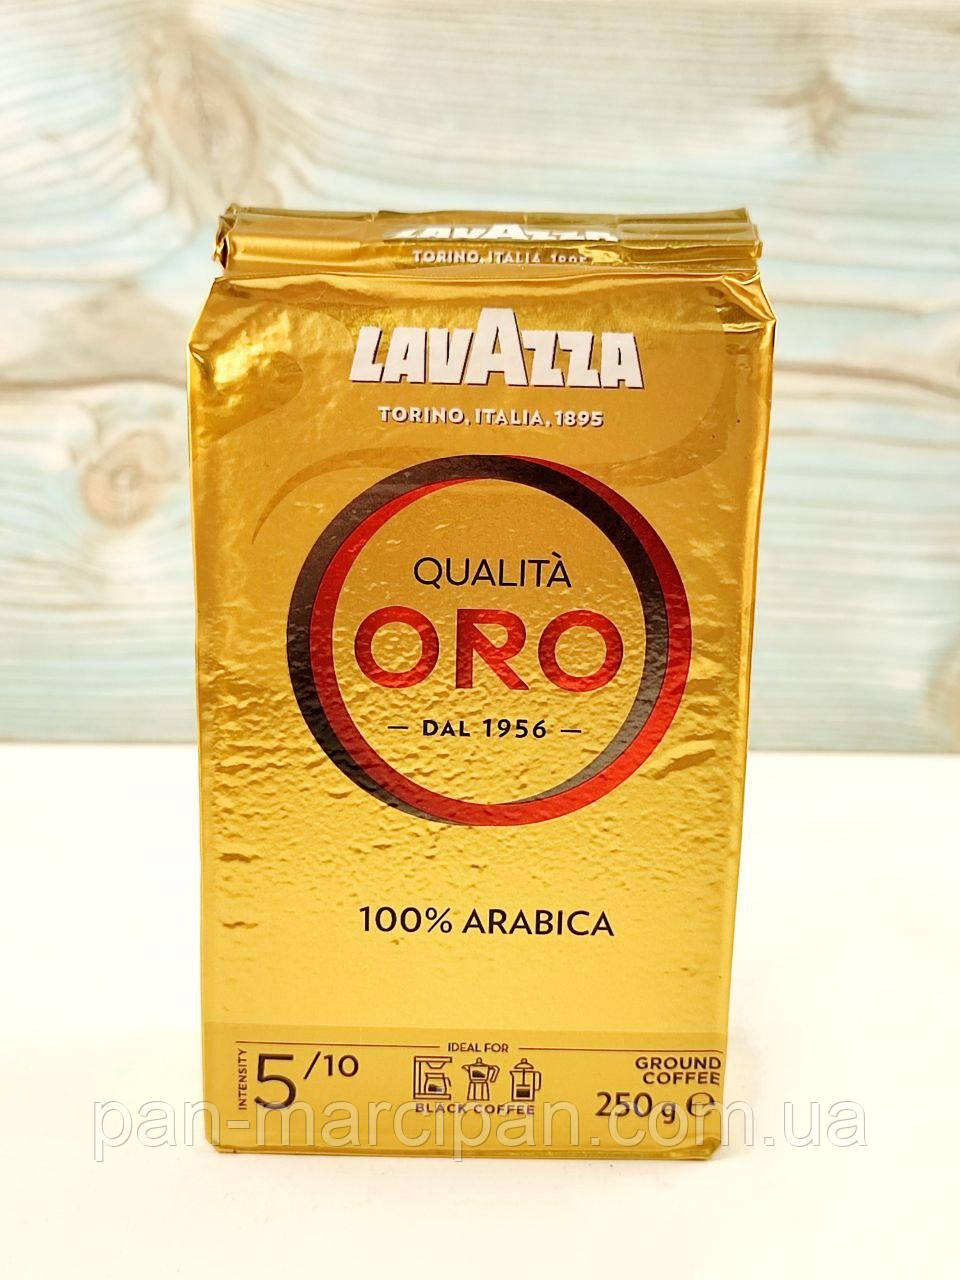 LAVAZZA
TORINO, ITALIA, 1895
LAVAZZA
TORINO, ITALIA, 1895
QUALITÀ
ORO
— DAL 1956 —
100% ARABICA
INTENSITY
5/10
IDEAL FOR
BLACK COFFEE
GROUND
COFFEE
250 g ℮
pan-marcipan.com.ua